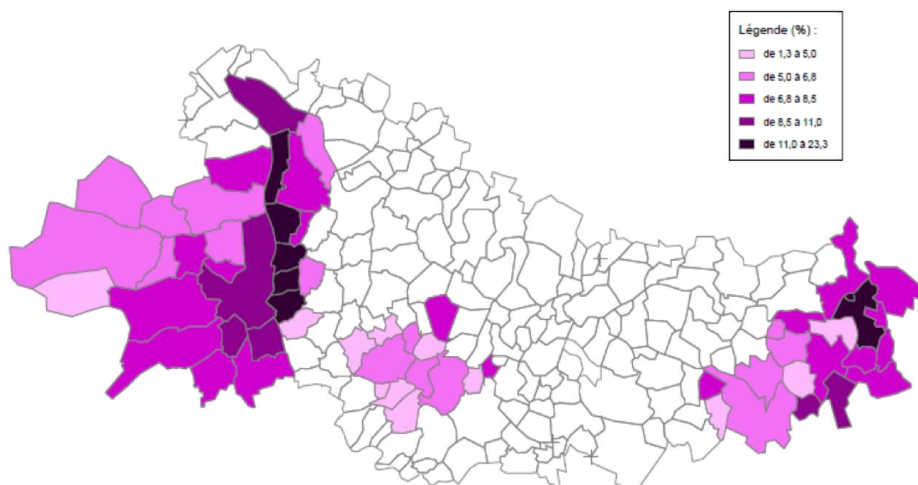 Légende (%) :
de 1,3 à 5,0
de 5,0 à 6,8
de 6,8 à 8,5
de 8,5 à 11,0
de 11,0 à 23,3